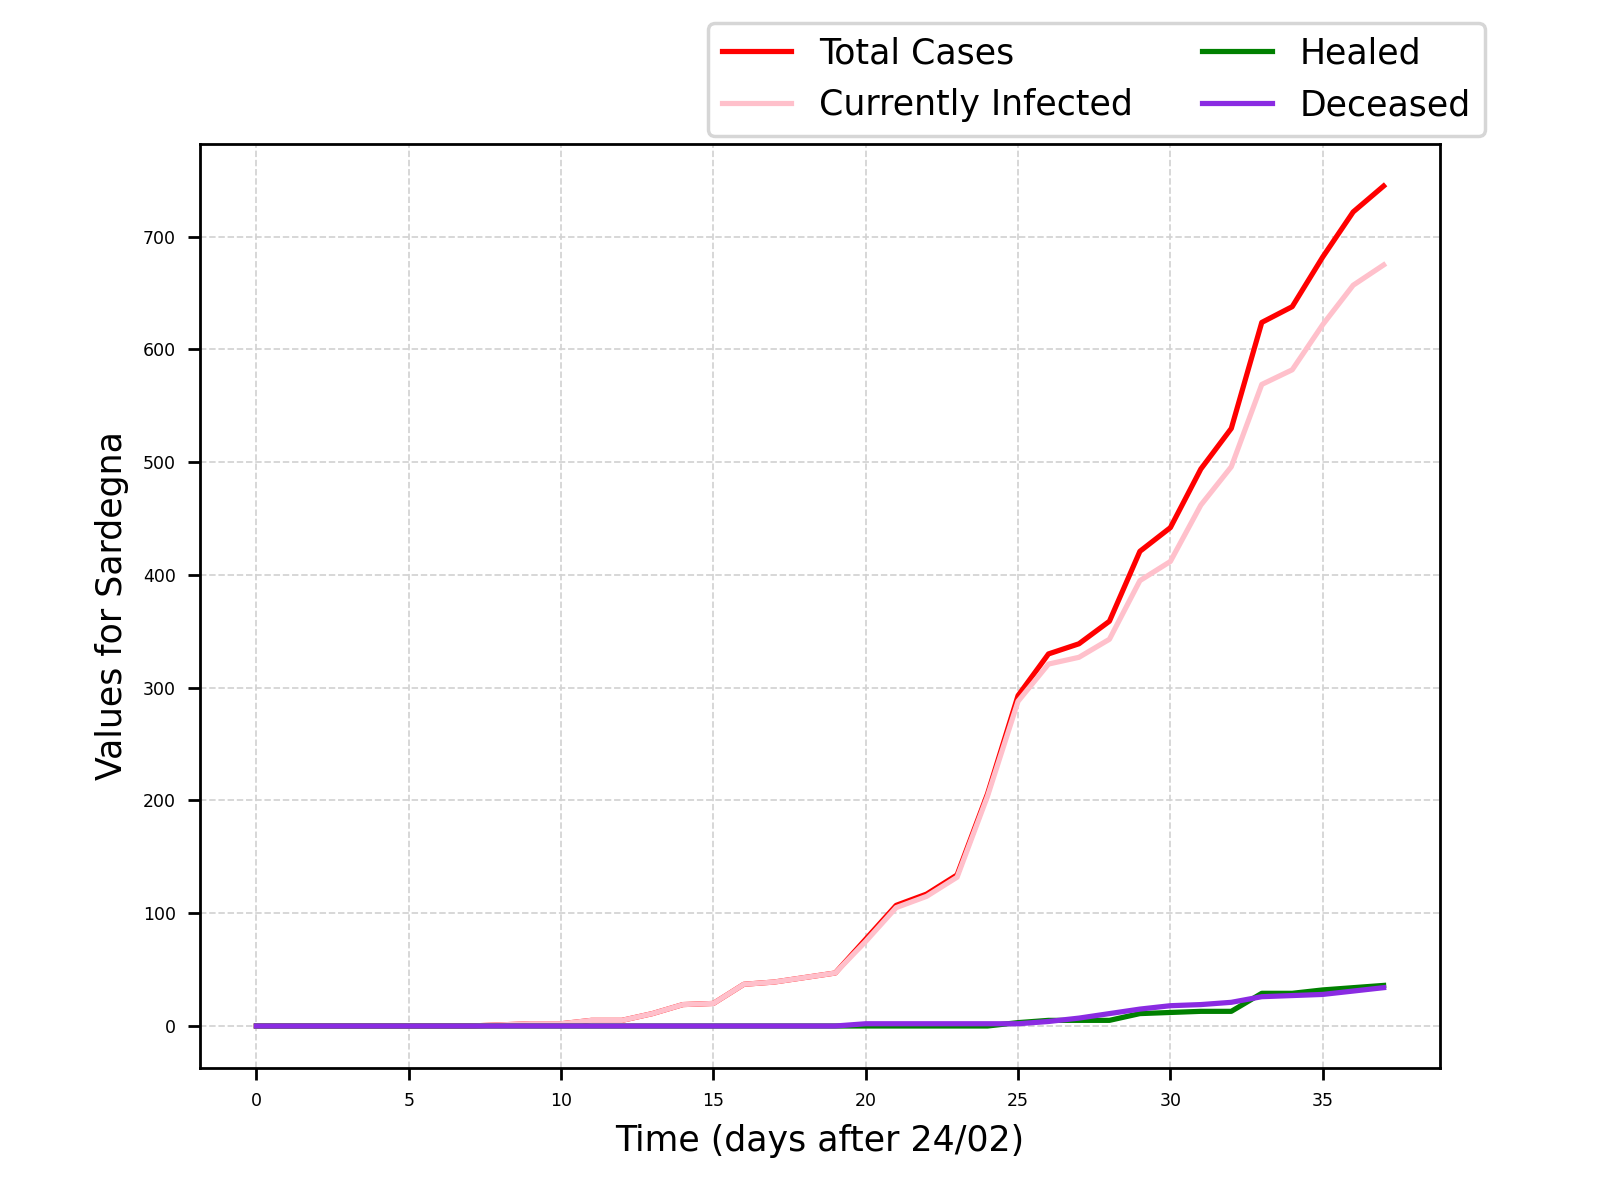 Total Cases
Currently Infected
Healed
Deceased
700
600
500
400
300
200
100
0
Values for Sardegna
0 5 10 15 20 25 30 35
Time (days after 24/02)